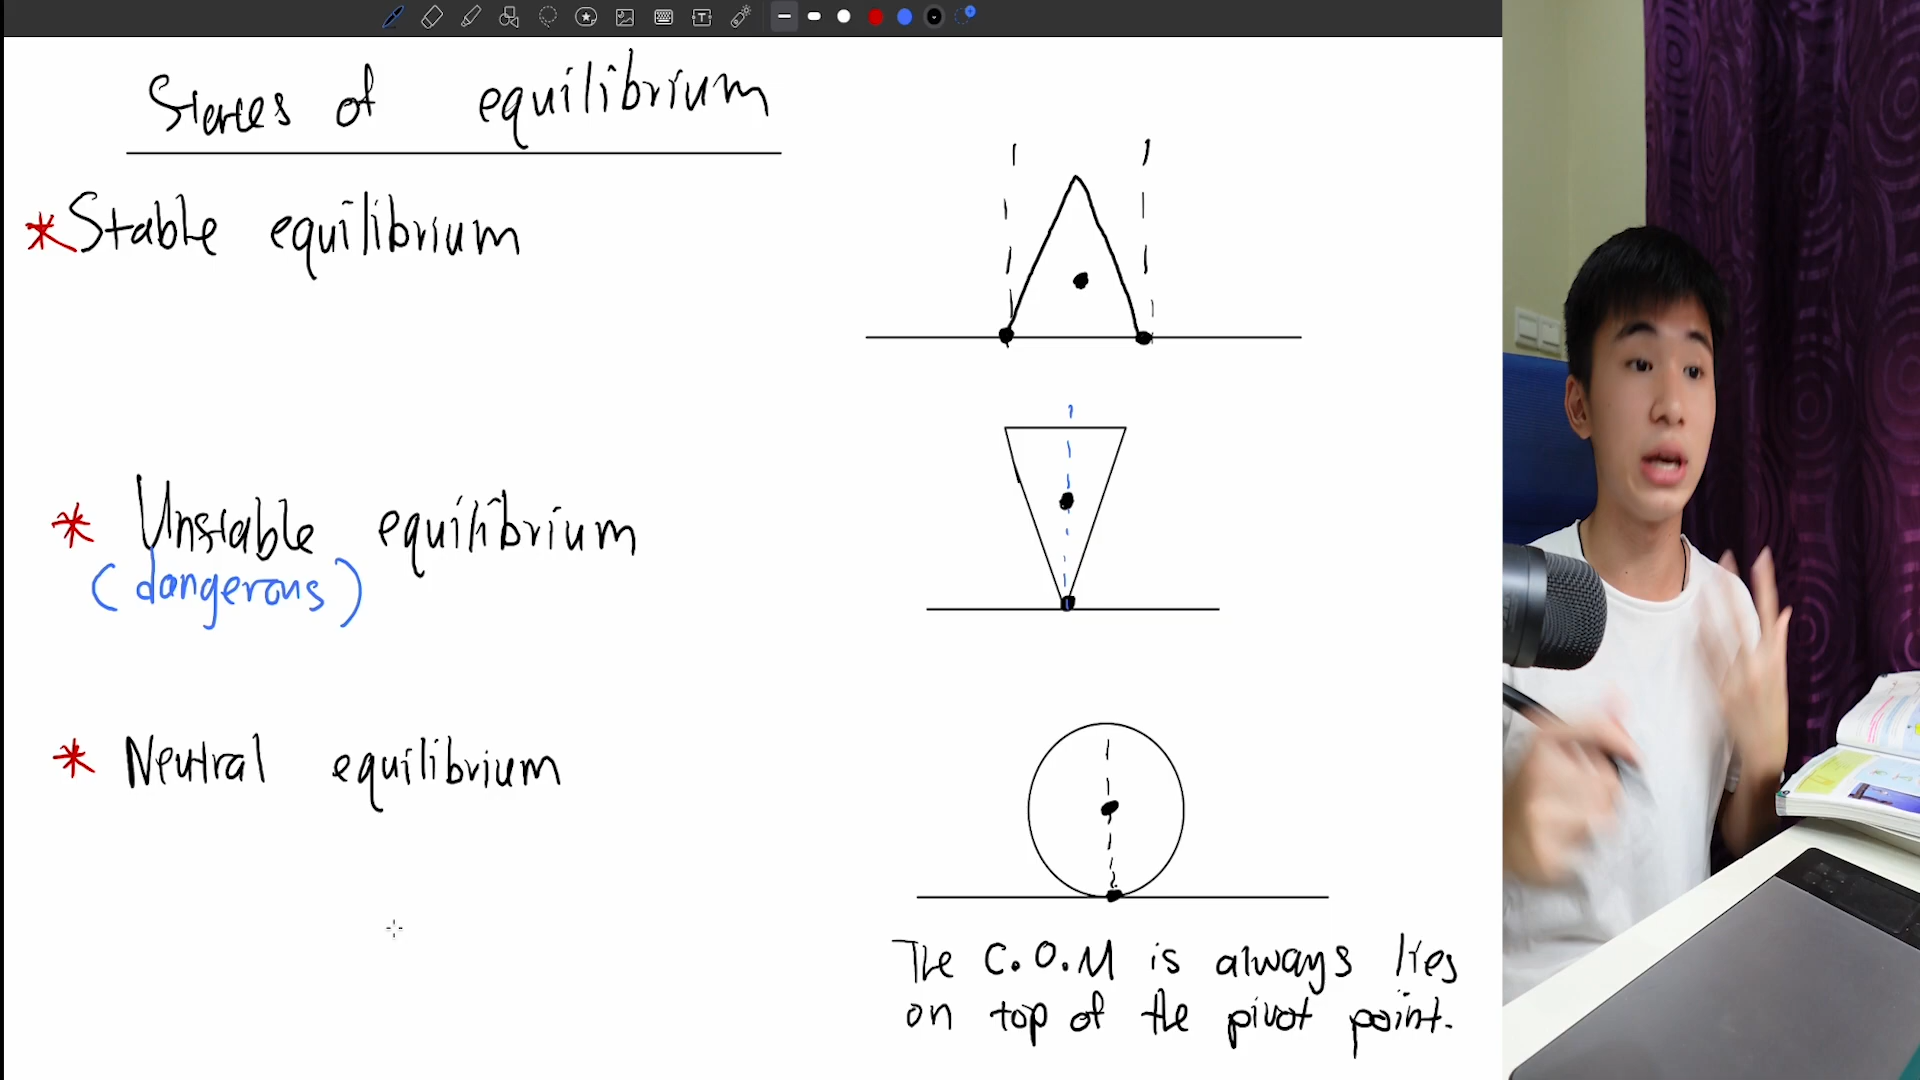 States of equilibrium
* Stable equilibrium
* Unstable equilibrium
(dangerous)
* Neutral equilibrium
The C.O.M is always lies
on top of the pivot point.